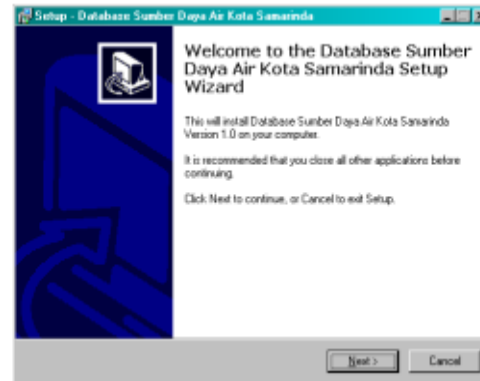 Setup - Database Sumber Daya Air Kota Samarinda
Welcome to the Database Sumber
Daya Air Kota Samarinda Setup
Wizard
This will install Database Sumber Daya Air Kota Samarinda
Version 1.0 on your computer.
It is recommended that you close all other applications before
continuing.
Click Next to continue, or Cancel to exit Setup.
Next >
Cancel